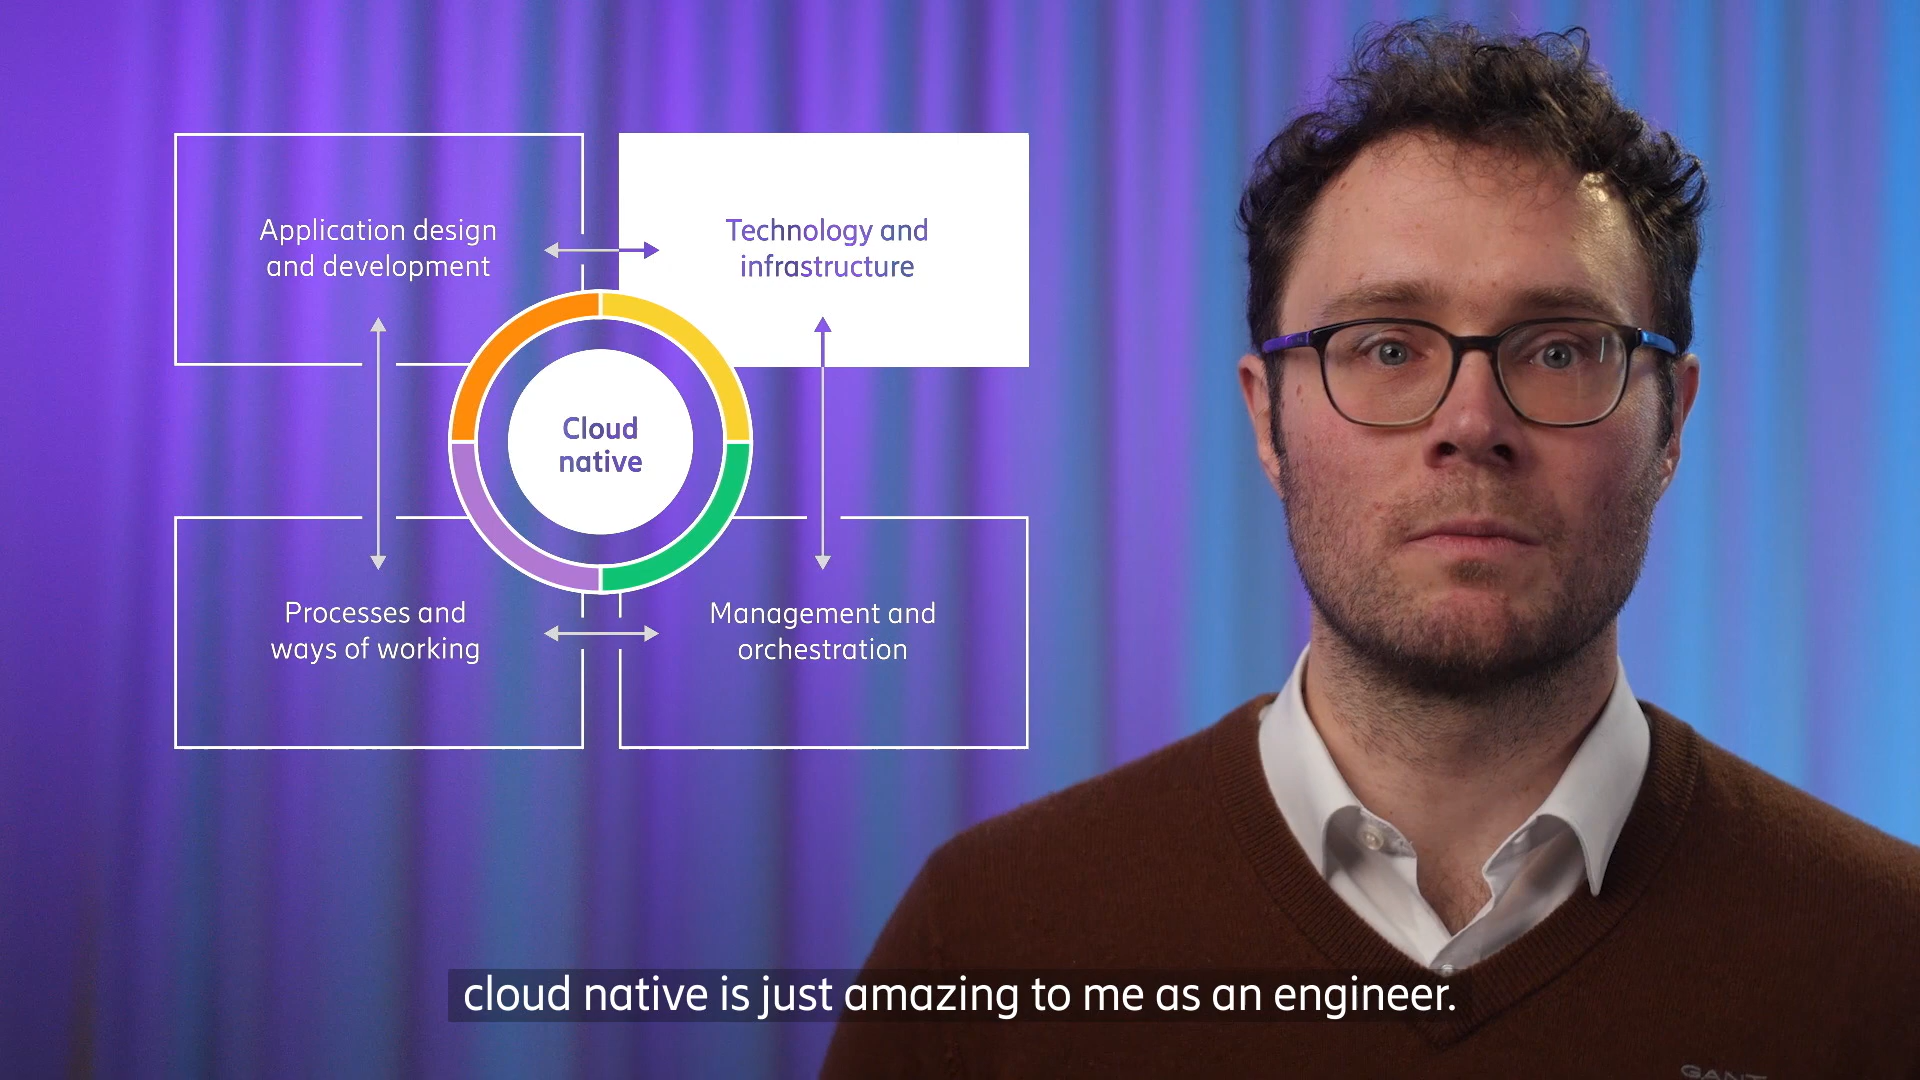 Application design
and development
Technology and
infrastructure
Cloud
native
Processes and
ways of working
Management and
orchestration
cloud native is just amazing to me as an engineer.
GANT